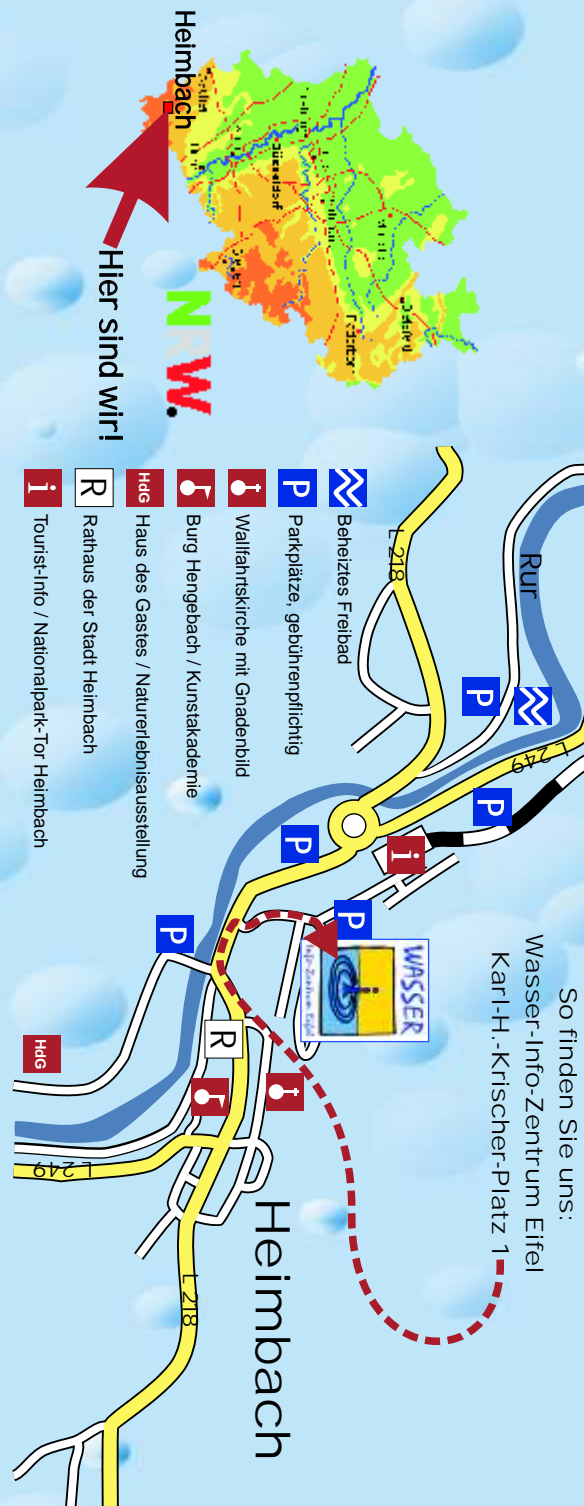 So finden Sie uns:
Wasser-Info-Zentrum Eifel
Karl-H.-Krischer-Platz 1
Heimbach
Düsseldorf
Hier sind wir!
NRW.
Rur
L 218
L 249
P
P
i
P
P
WASSER
P
R
HdG
L 249
Heimbach
L 218
Beheiztes Freibad
P Parkplätze, gebührenpflichtig
Wallfahrtskirche mit Gnadenbild
Burg Hengebach / Kunstakademie
HdG Haus des Gastes / Naturerlebnisausstellung
R Rathaus der Stadt Heimbach
i Tourist-Info / Nationalpark-Tor Heimbach